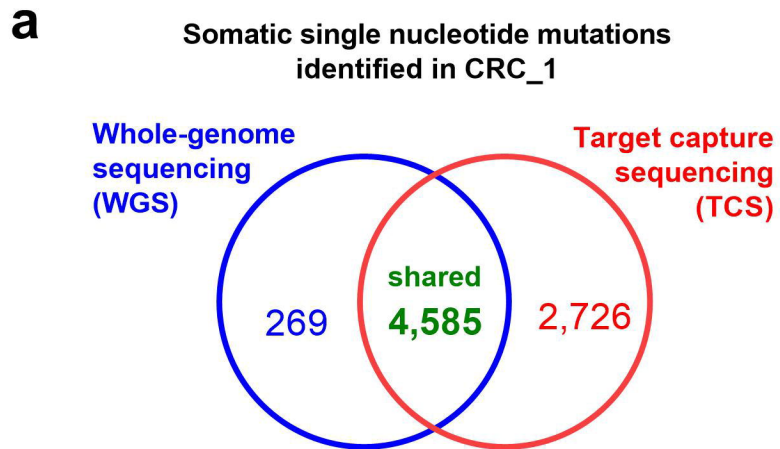 a
Somatic single nucleotide mutations
identified in CRC_1
Whole-genome
sequencing
(WGS)
Target capture
sequencing
(TCS)
shared
269
4,585
2,726